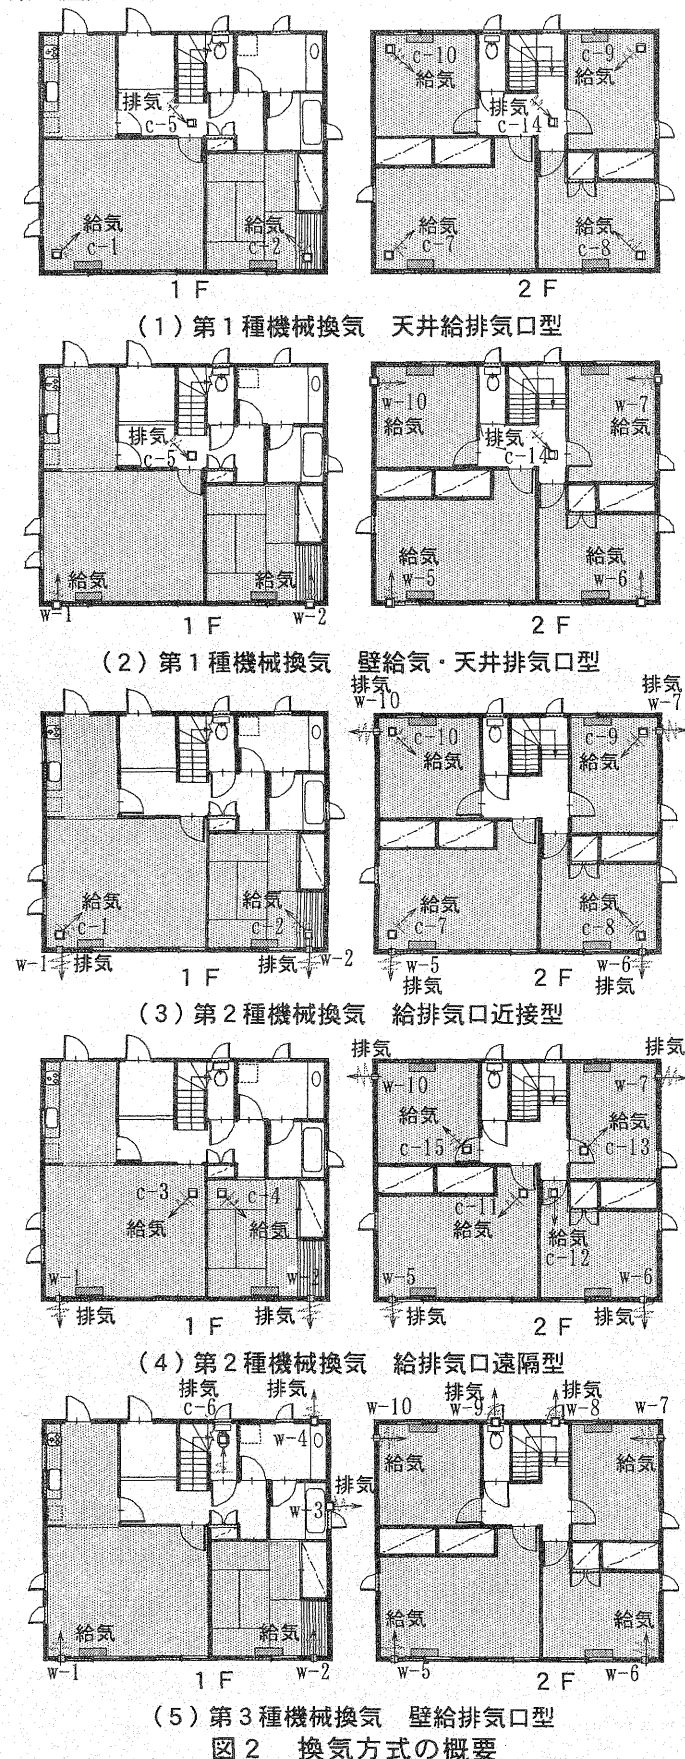 排気
c-5
給気
c-1
給気
c-2
1F
c-10
給気
c-9
給気
排気
c-14
給気
c-7
給気
c-8
2F
(1)第1種機械換気 天井給排気口型
排気
c-5
給気
w-1
給気
w-2
1F
w-10
給気
w-7
給気
排気
c-14
給気
w-5
給気
w-6
2F
(2)第1種機械換気 壁給気・天井排気口型
給気
c-1
給気
c-2
w-1
排気
排気
w-2
1F
排気
w-10
排気
w-7
c-10
給気
c-9
給気
給気
c-7
給気
c-8
w-5
排気
w-6
排気
2F
(3)第2種機械換気 給排気口近接型
c-3
給気
c-4
給気
w-1
w-2
排気
排気
1F
排気
排気
w-10
w-7
給気
c-15
給気
c-13
c-11
給気
給気
c-12
w-5
w-6
排気
排気
2F
(4)第2種機械換気 給排気口遠隔型
排気
c-6
排気
w-4
排気
w-3
給気
w-1
給気
w-2
1F
w-10
排気
w-9
排気
w-8
w-7
給気
給気
給気
w-5
給気
w-6
2F
(5)第3種機械換気 壁給排気口型
図2 換気方式の概要